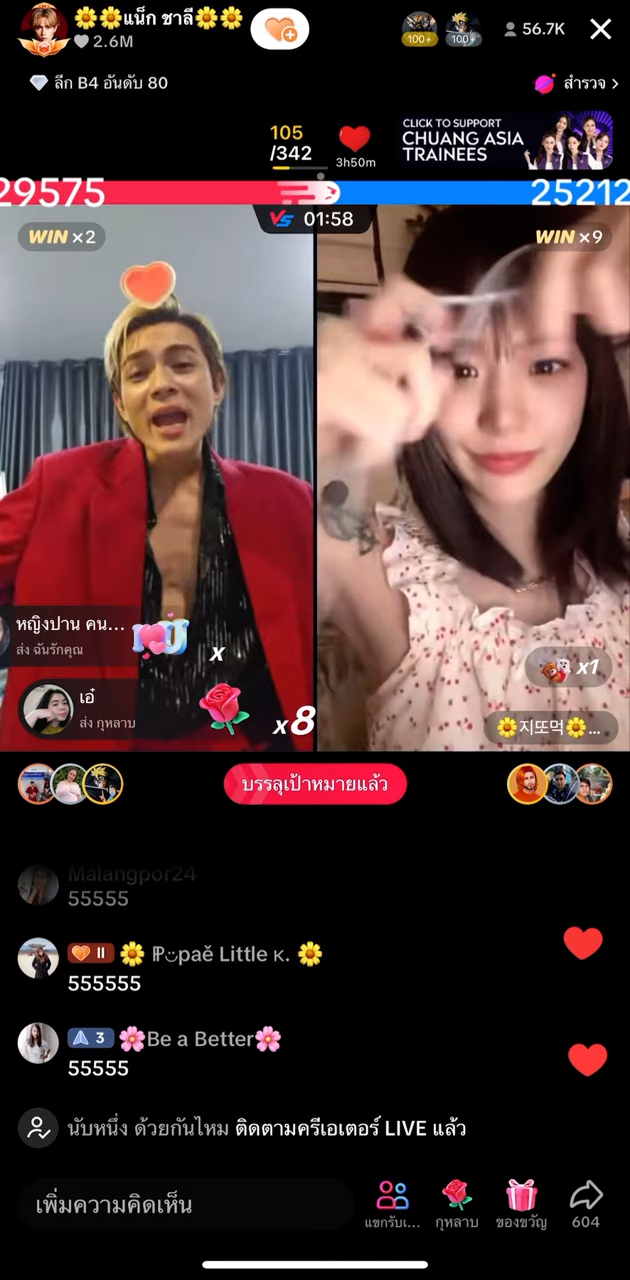 🌼🌼แน็ก ชาลี🌼🌼
2.6M
100+
100+
56.7K
ลีก B4 อันดับ 80
สำรวจ
105
/342
3h50m
CLICK TO SUPPORT
CHUANG ASIA
TRAINEES
29575
25212
VS 01:58
WIN ×2
WIN ×9
หญิงปาน คน...
ส่ง ฉันรักคุณ
x
เอ๋
ส่ง กุหลาบ
x8
x1
🌼지또먹🌼...
บรรลุเป้าหมายแล้ว
Malangpor24
55555
II 🌼 ℙت︎paě Little κ. 🌼
555555
3 🌸Be a Better🌸
55555
นับหนึ่ง ด้วยกันไหม ติดตามครีเอเตอร์ LIVE แล้ว
เพิ่มความคิดเห็น
แขกรับเ...
กุหลาบ
ของขวัญ
604